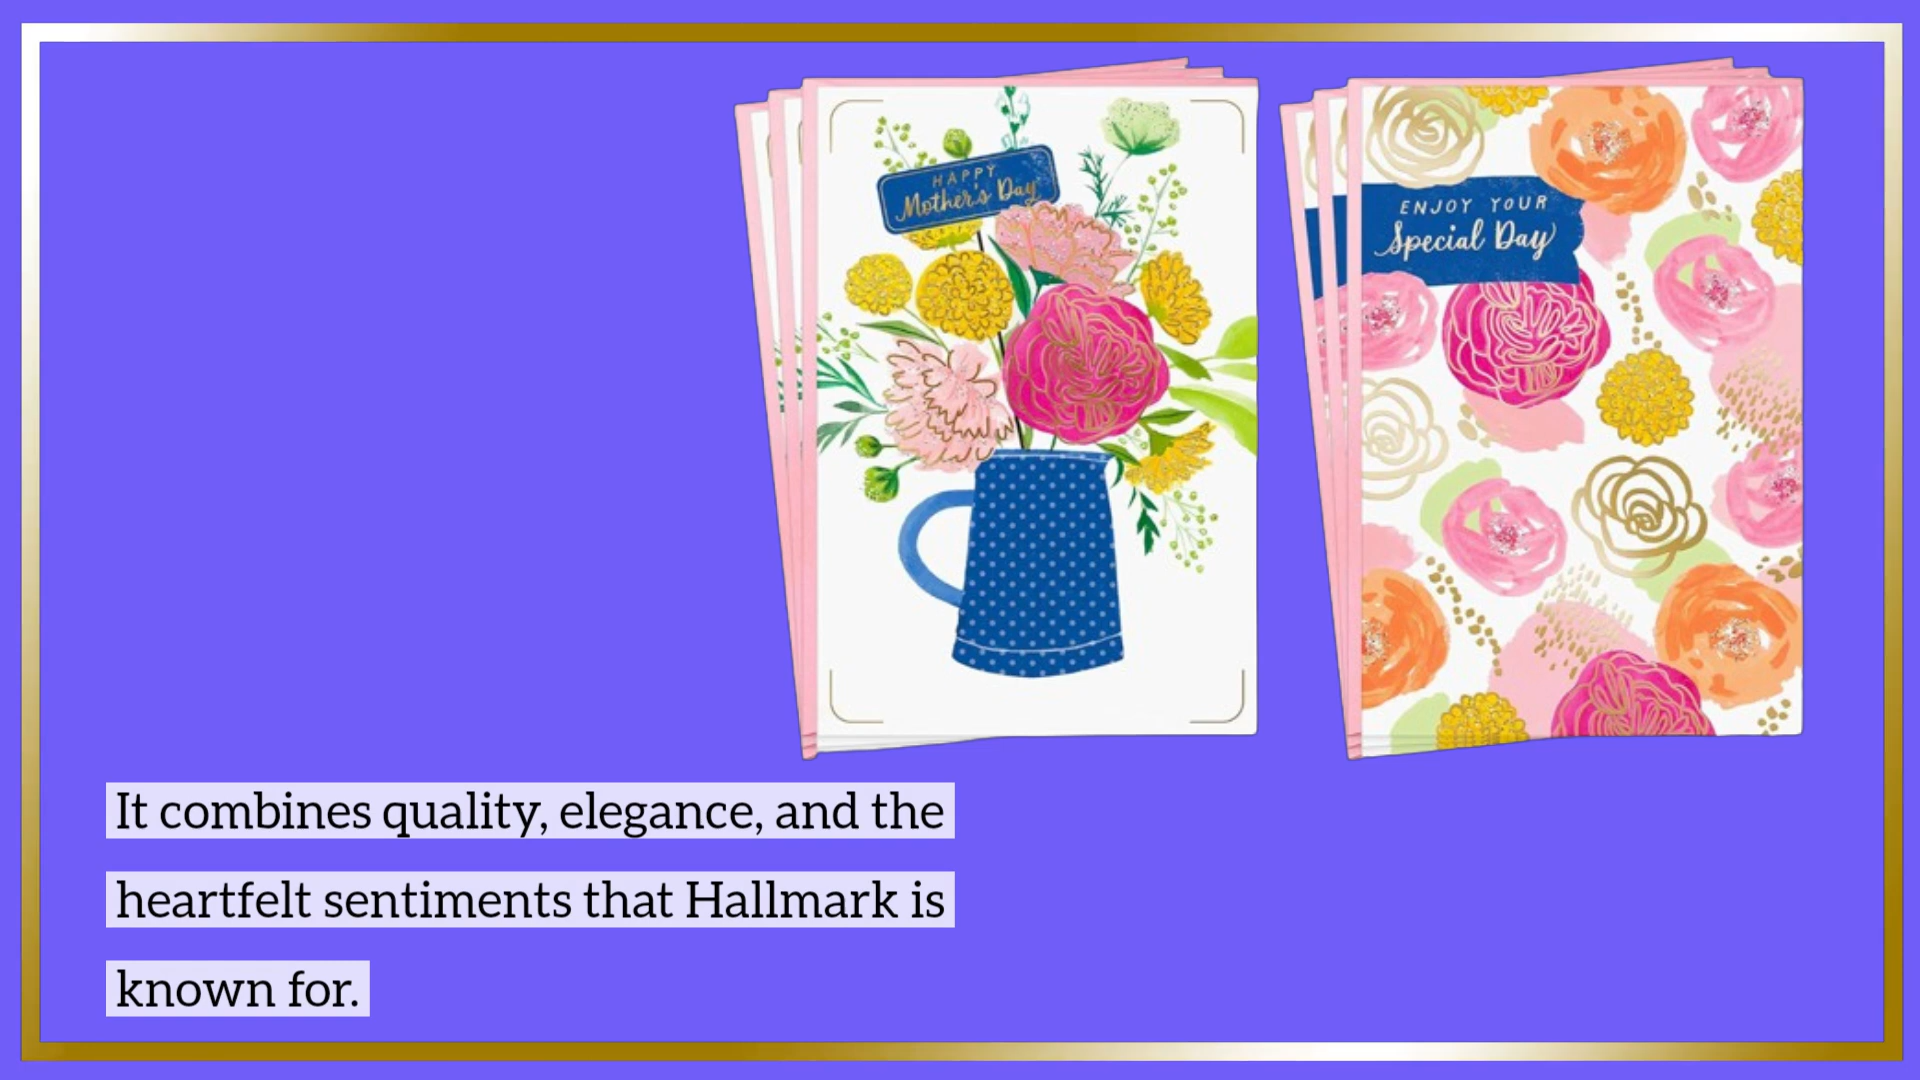 HAPPY
Mother's Day
ENJOY YOUR
Special Day
It combines quality, elegance, and the
heartfelt sentiments that Hallmark is
known for.